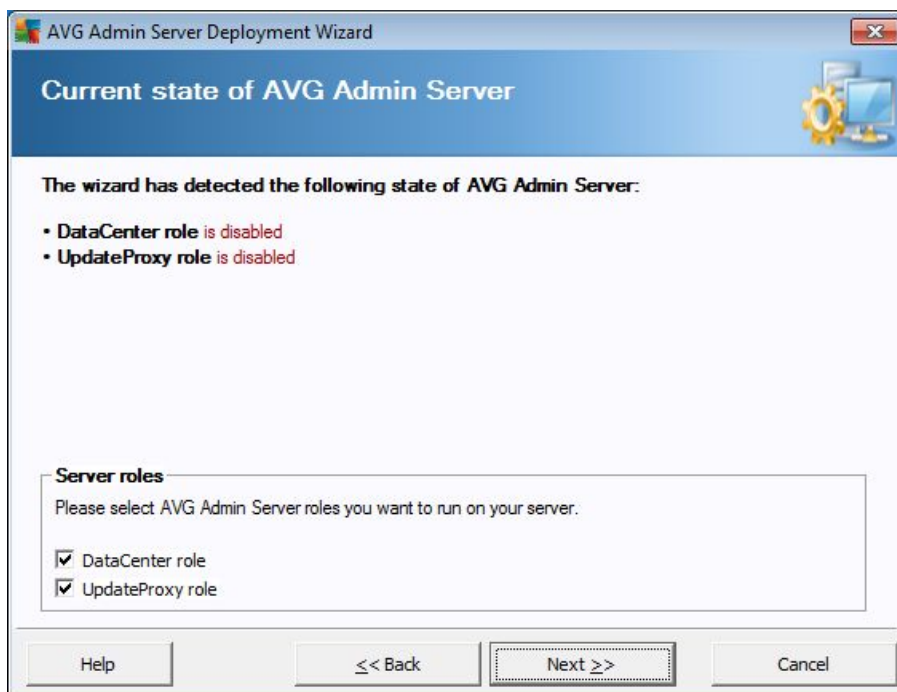 AVG Admin Server Deployment Wizard
Current state of AVG Admin Server
The wizard has detected the following state of AVG Admin Server:
• DataCenter role is disabled
• UpdateProxy role is disabled
Server roles
Please select AVG Admin Server roles you want to run on your server.
DataCenter role
UpdateProxy role
Help
<< Back
Next >>
Cancel